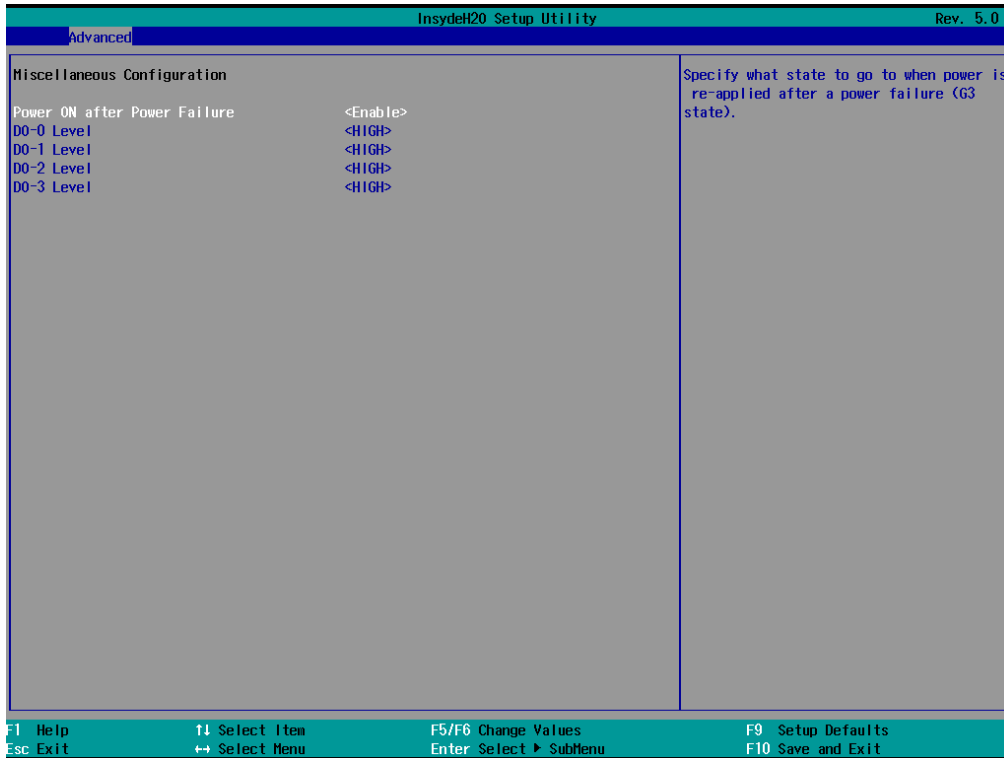 InsydeH20 Setup Utility Rev. 5.0
Advanced
Miscellaneous Configuration
Power ON after Power Failure <Enable>
DO-0 Level <HIGH>
DO-1 Level <HIGH>
DO-2 Level <HIGH>
DO-3 Level <HIGH>
Specify what state to go to when power is
re-applied after a power failure (G3
state).
F1 Help ↑↓ Select Item F5/F6 Change Values F9 Setup Defaults
Esc Exit ↔ Select Menu Enter Select ▶ SubMenu F10 Save and Exit